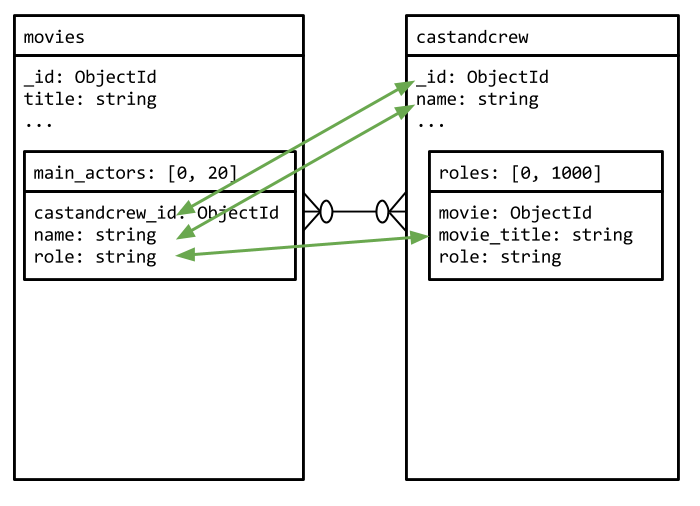 movies
_id: ObjectId
title: string
...
main_actors: [0, 20]
castandcrew_id: ObjectId
name: string
role: string
castandcrew
_id: ObjectId
name: string
...
roles: [0, 1000]
movie: ObjectId
movie_title: string
role: string